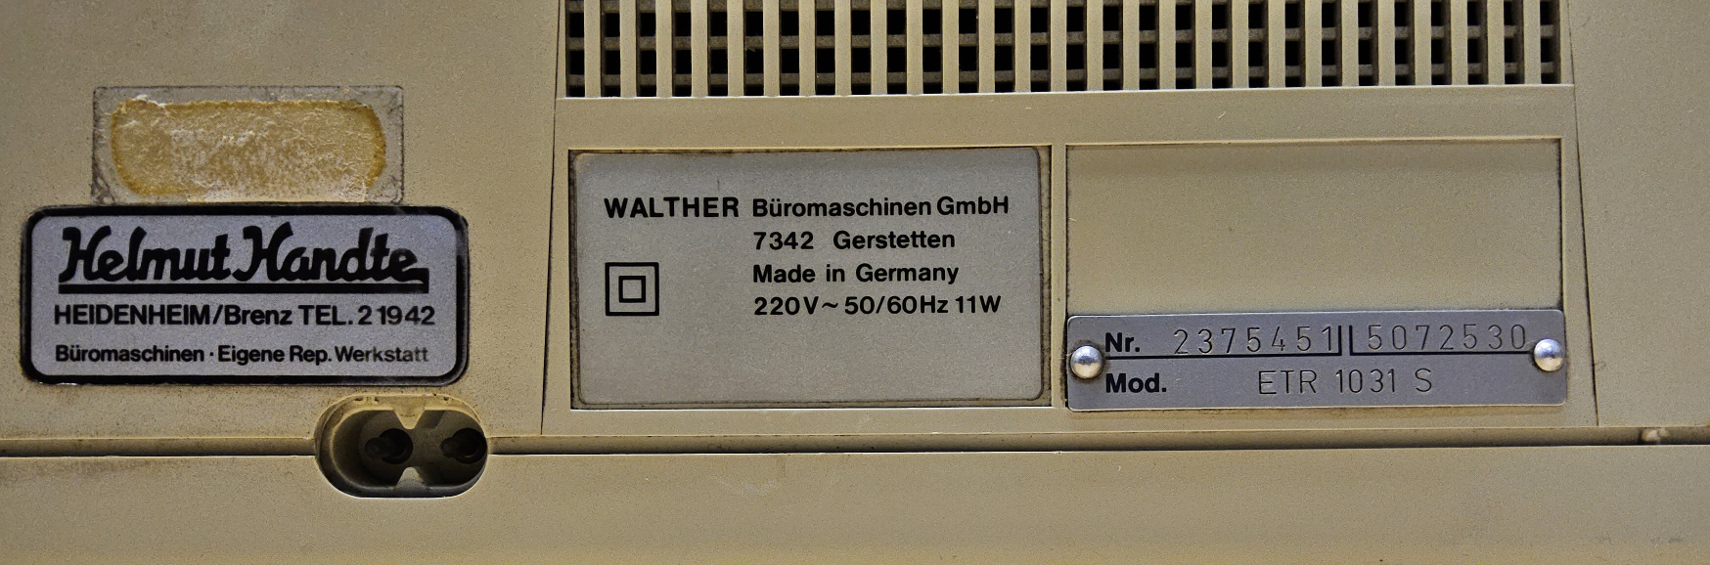 Helmut Handte
HEIDENHEIM/Brenz TEL. 21942
Büromaschinen · Eigene Rep. Werkstatt
WALTHER Büromaschinen GmbH
7342 Gerstetten
Made in Germany
220V~ 50/60Hz 11W
Nr. 2375451 5072530
Mod. ETR 1031 S